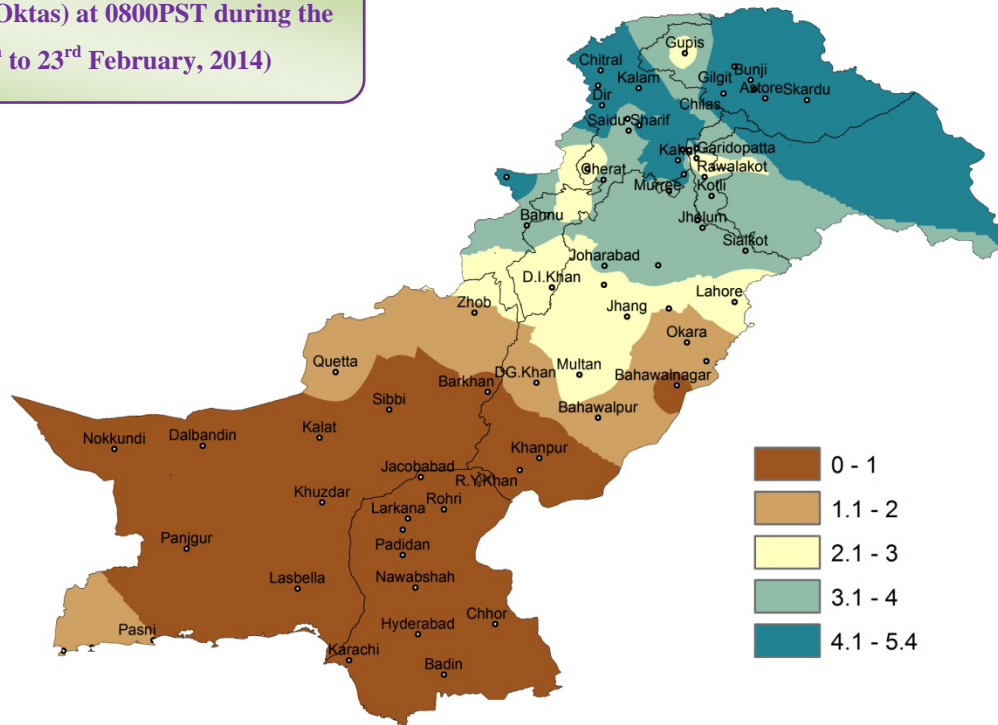 Oktas) at 0800PST during the
to 23rd February, 2014)
Gupis
Chitral
Kalam
Gilgit
Bunji
Astore
Skardu
Dir
Chilas
Saidu Sharif
Garidopatta
Rawalakot
Cherat
Murree
Kotli
Bannu
Jhelum
Sialkot
Joharabad
D.I.Khan
Zhob
Jhang
Lahore
Okara
Quetta
Multan
DG.Khan
Bahawalnagar
Barkhan
Sibbi
Bahawalpur
Nokkundi
Dalbandin
Kalat
Khanpur
Jacobabad
R.Y.Khan
Khuzdar
Rohri
Larkana
Panjgur
Padidan
Lasbella
Nawabshah
Chhor
Pasni
Hyderabad
Karachi
Badin
0 - 1
1.1 - 2
2.1 - 3
3.1 - 4
4.1 - 5.4